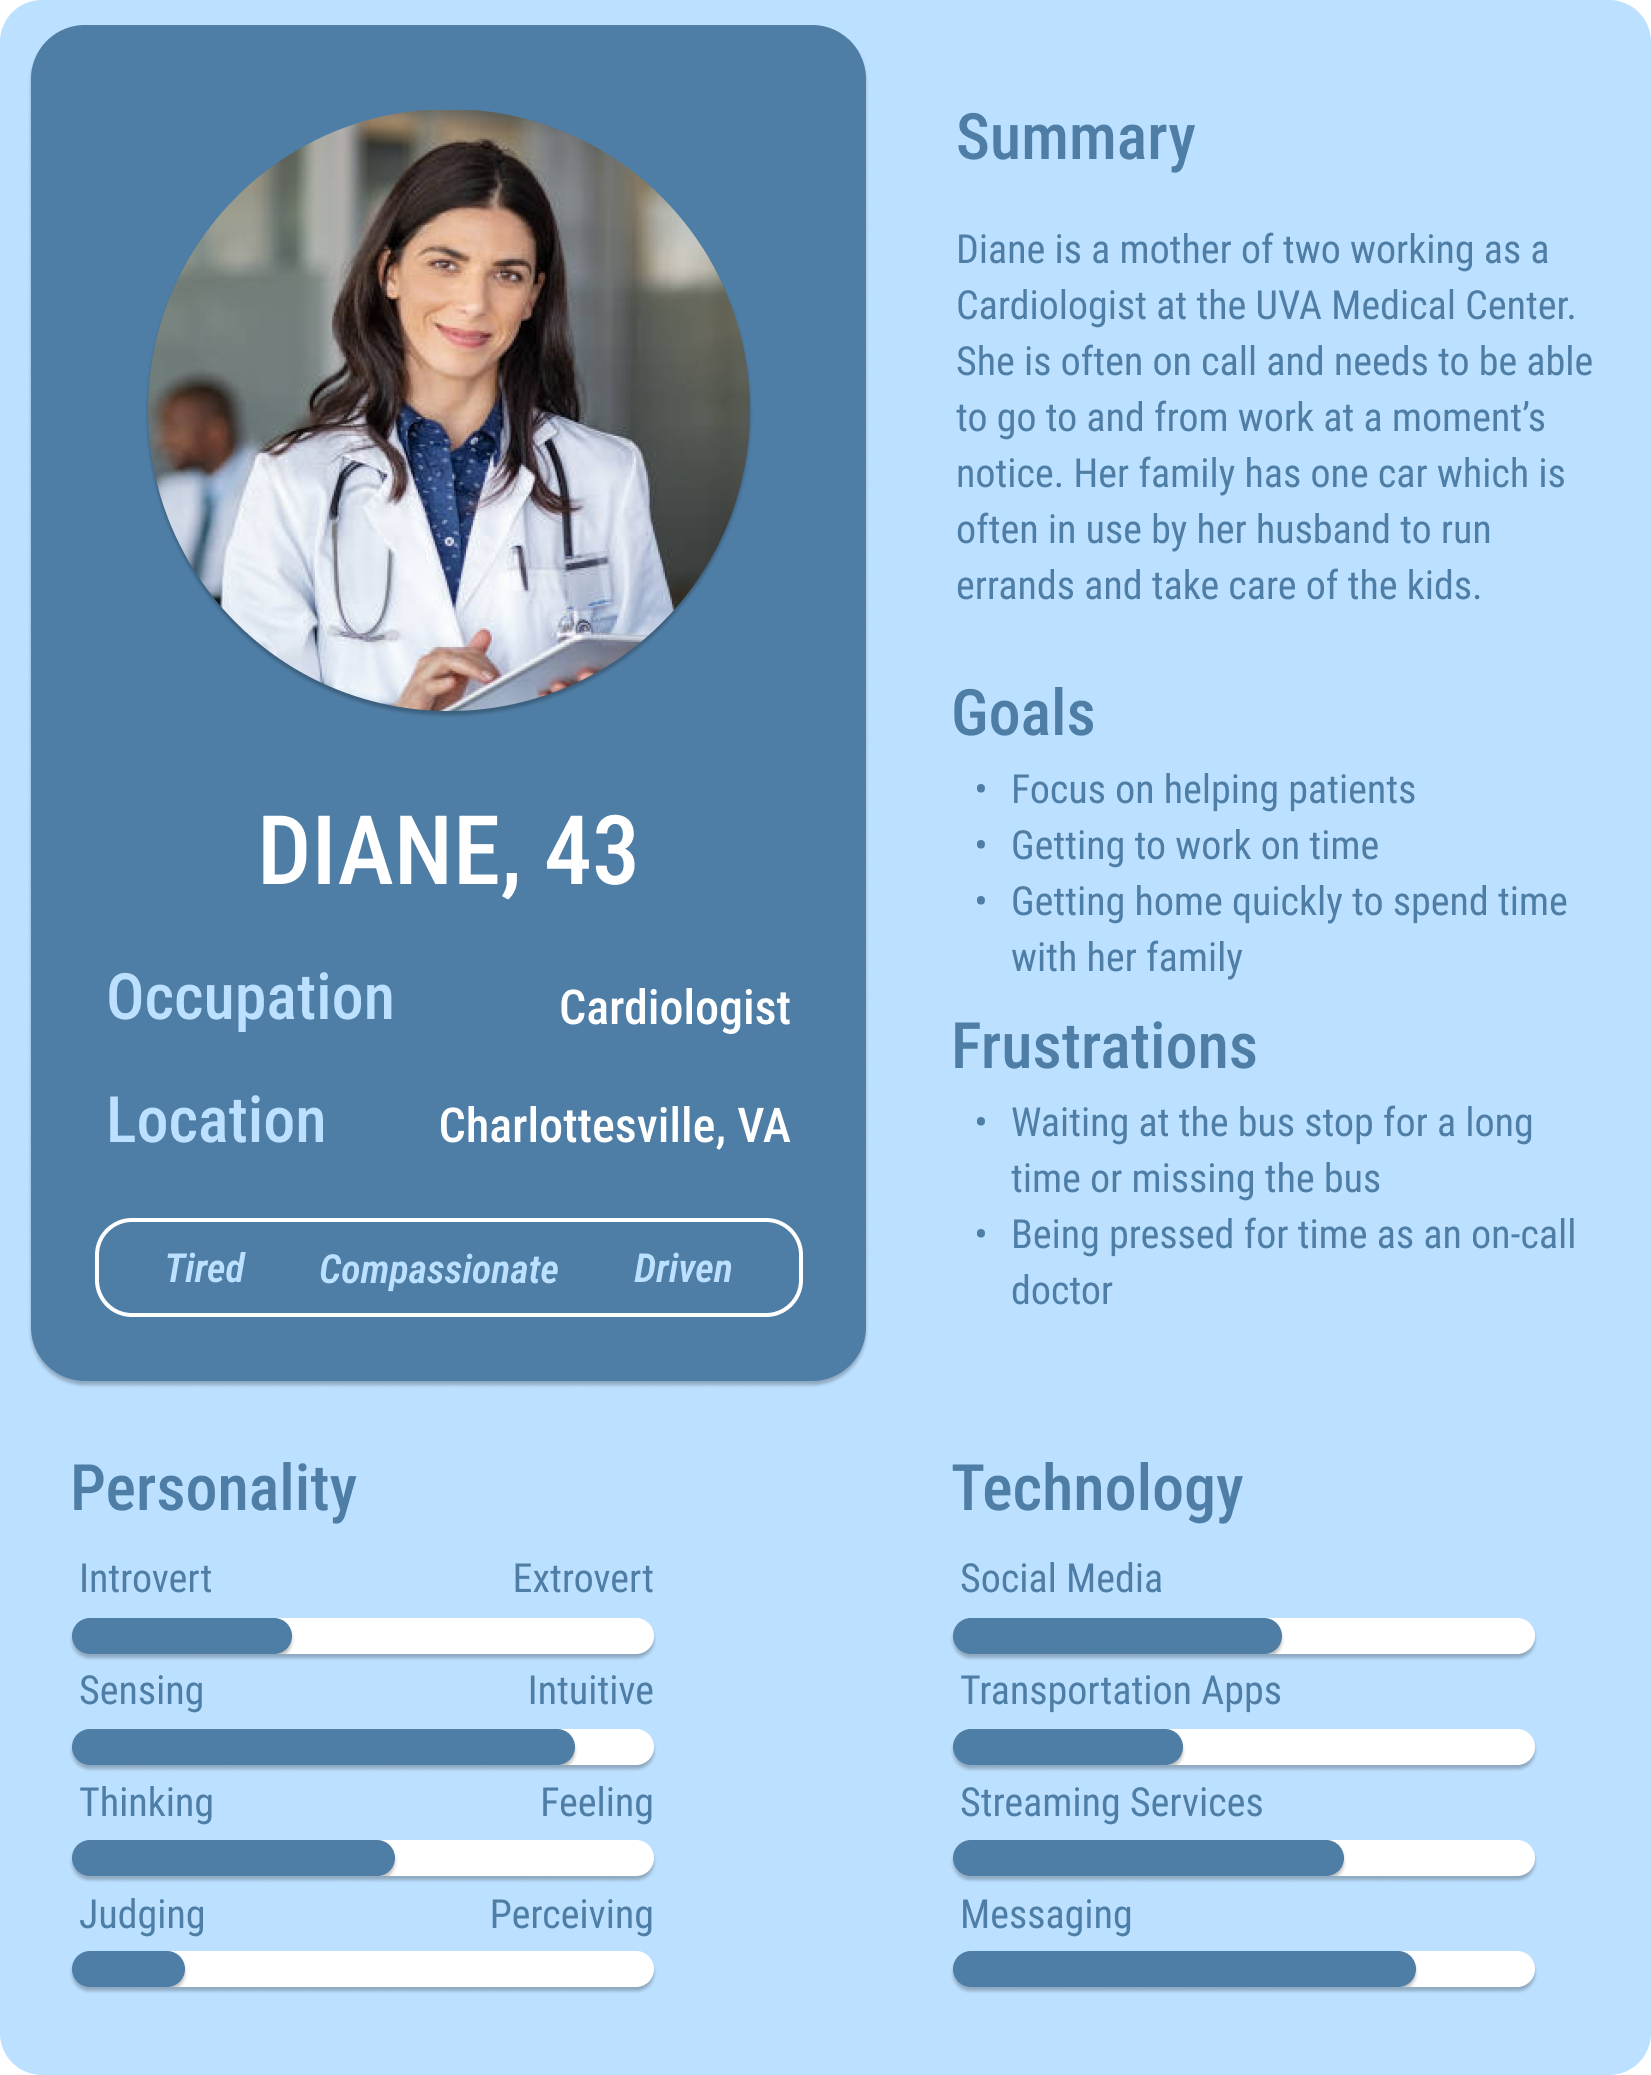 DIANE, 43
Occupation Cardiologist
Location Charlottesville, VA
Tired Compassionate Driven
Summary
Diane is a mother of two working as a
Cardiologist at the UVA Medical Center.
She is often on call and needs to be able
to go to and from work at a moment’s
notice. Her family has one car which is
often in use by her husband to run
errands and take care of the kids.
Goals
• Focus on helping patients
• Getting to work on time
• Getting home quickly to spend time
with her family
Frustrations
• Waiting at the bus stop for a long
time or missing the bus
• Being pressed for time as an on-call
doctor
Personality
Introvert Extrovert
Sensing Intuitive
Thinking Feeling
Judging Perceiving
Technology
Social Media
Transportation Apps
Streaming Services
Messaging